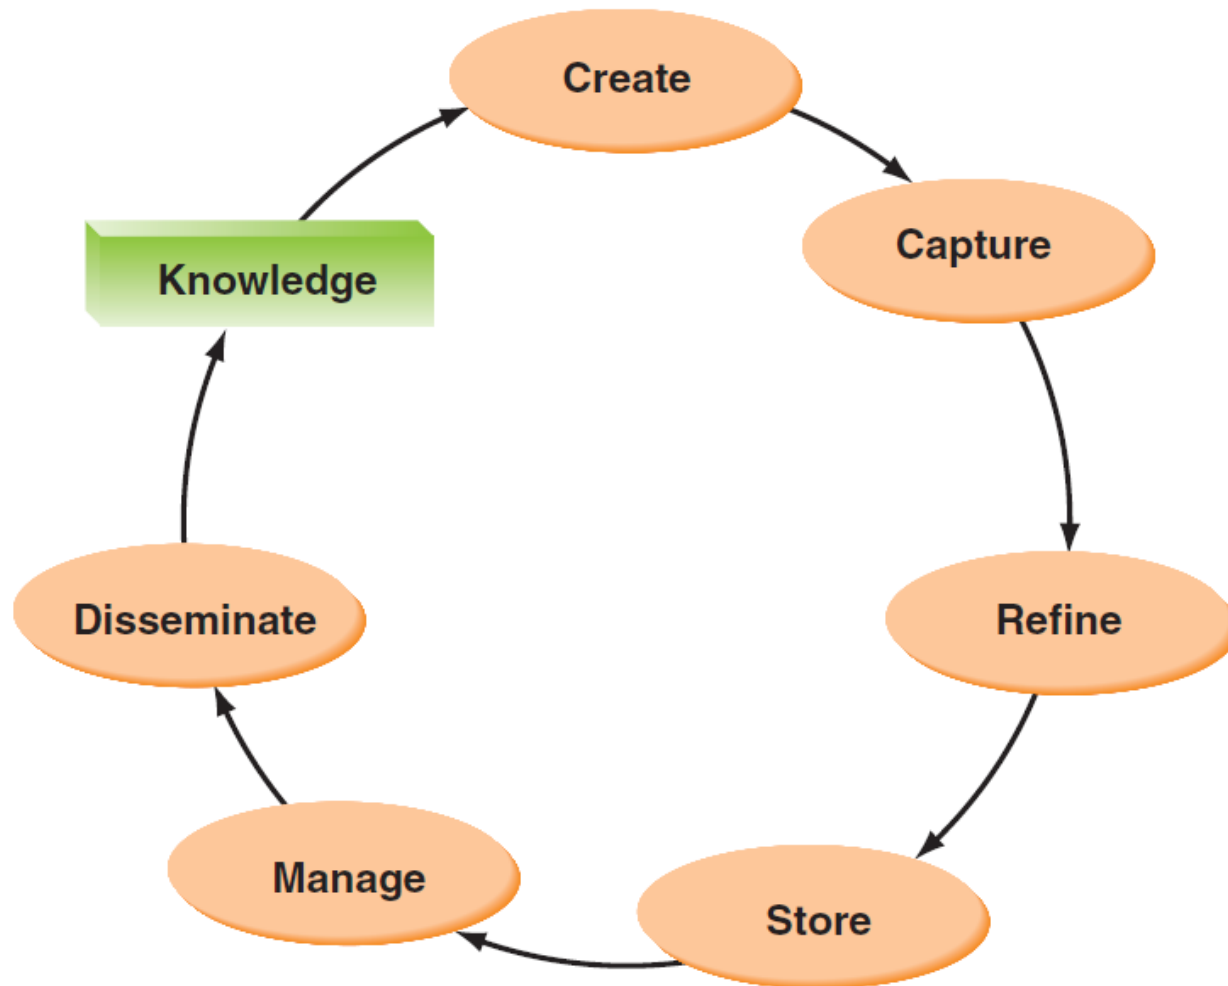 Create
Capture
Knowledge
Refine
Disseminate
Manage
Store